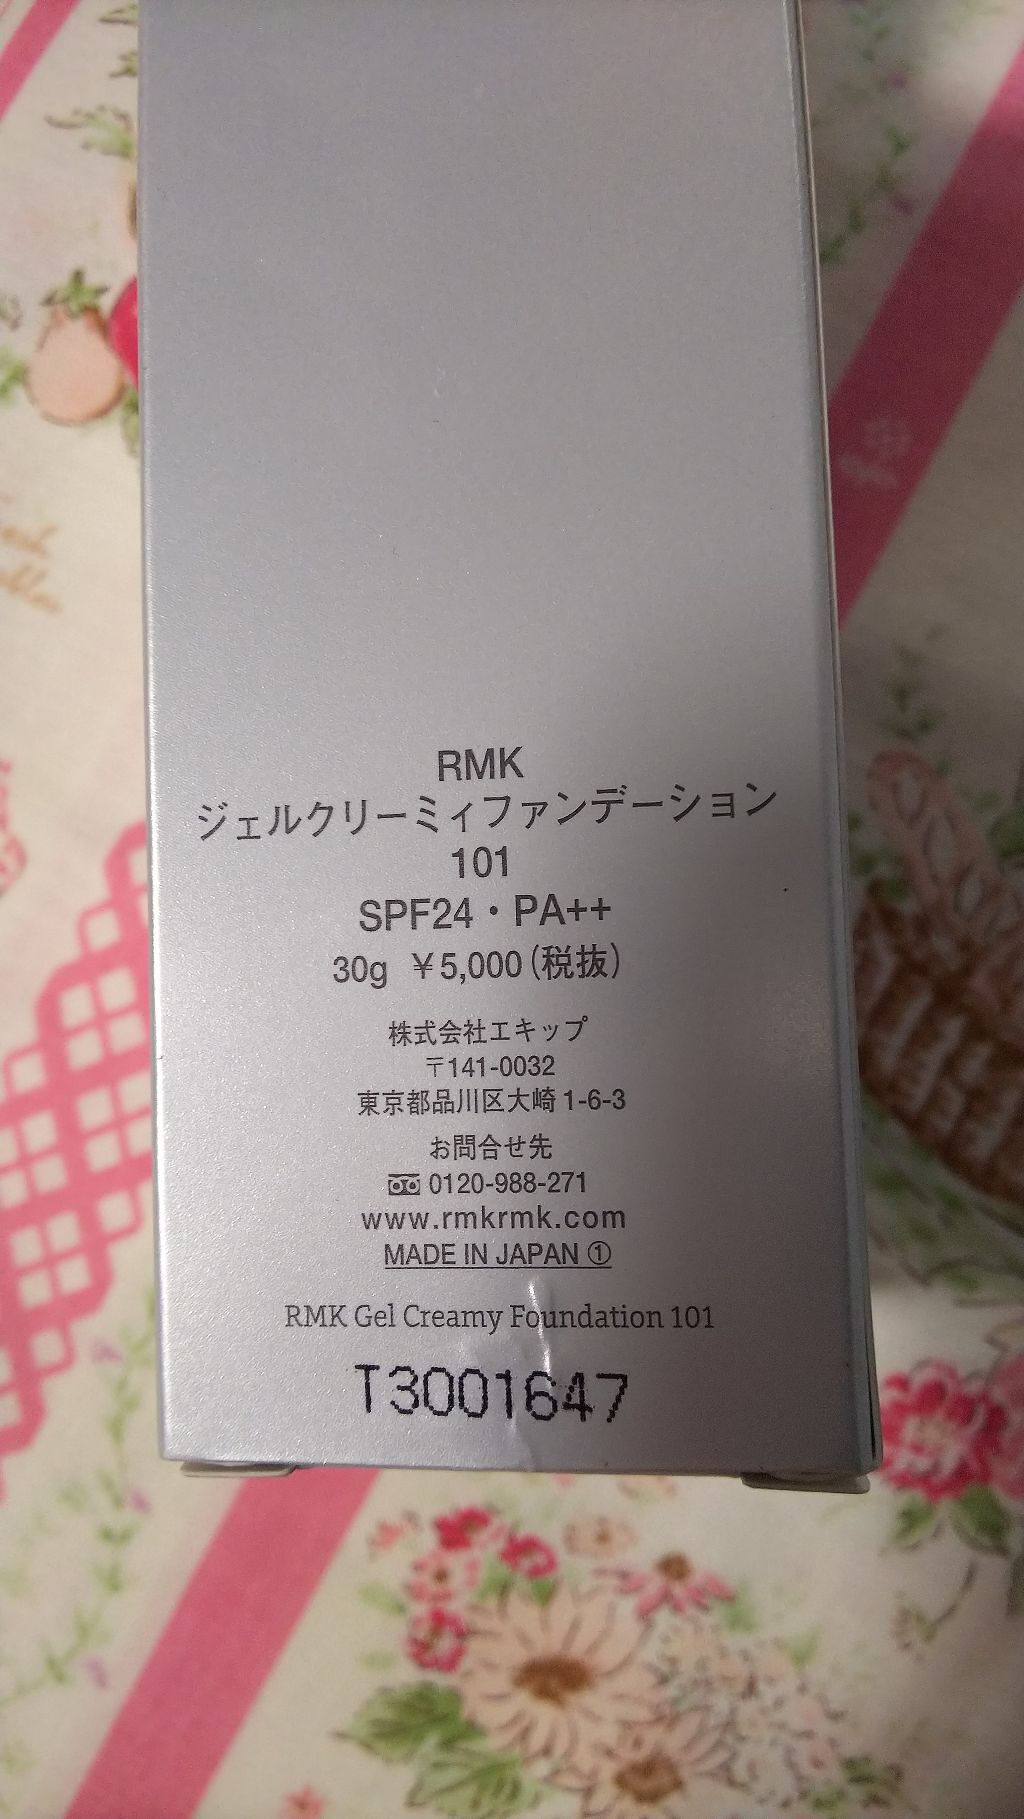 RMK
ジェルクリーミィファンデーション
101
SPF24・PA++
30g ¥5,000(税抜)
株式会社エキップ
〒141-0032
東京都品川区大崎1-6-3
お問合せ先
0120-988-271
www.rmkrmk.com
MADE IN JAPAN ①
RMK Gel Creamy Foundation 101
T3001647